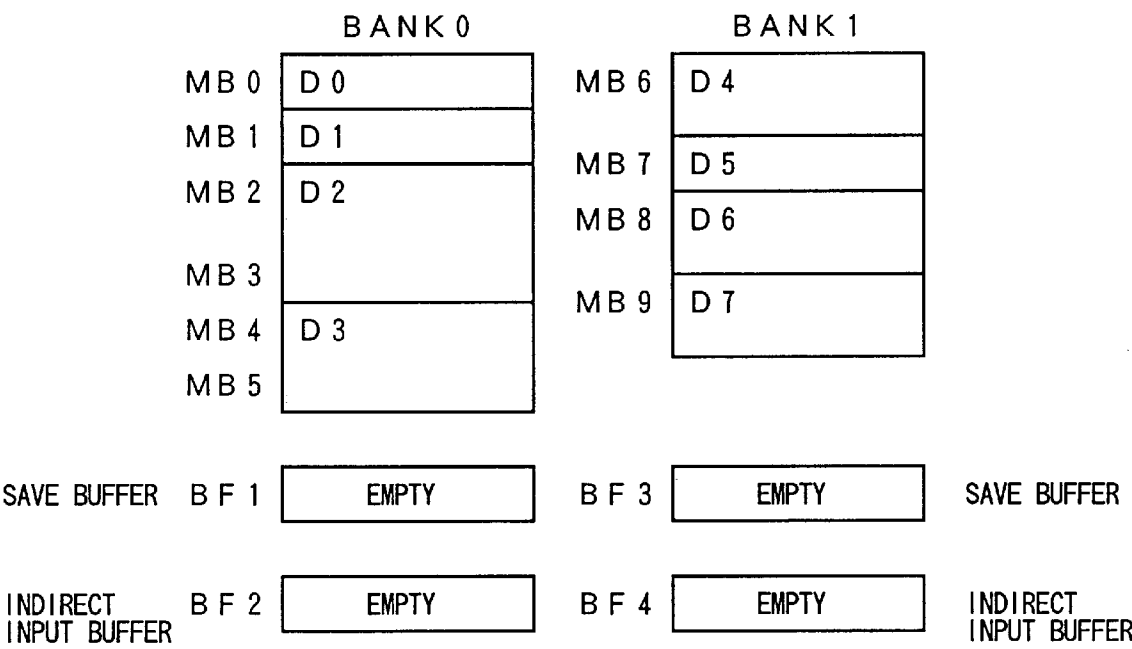 BANK0 BANK1
MB0 D0 MB6 D4
MB1 D1
MB7 D5
MB2 D2
MB8 D6
MB3
MB9 D7
MB4 D3
MB5
SAVE BUFFER BF1 EMPTY BF3 EMPTY SAVE BUFFER
INDIRECT INPUT BUFFER BF2 EMPTY BF4 EMPTY INDIRECT INPUT BUFFER